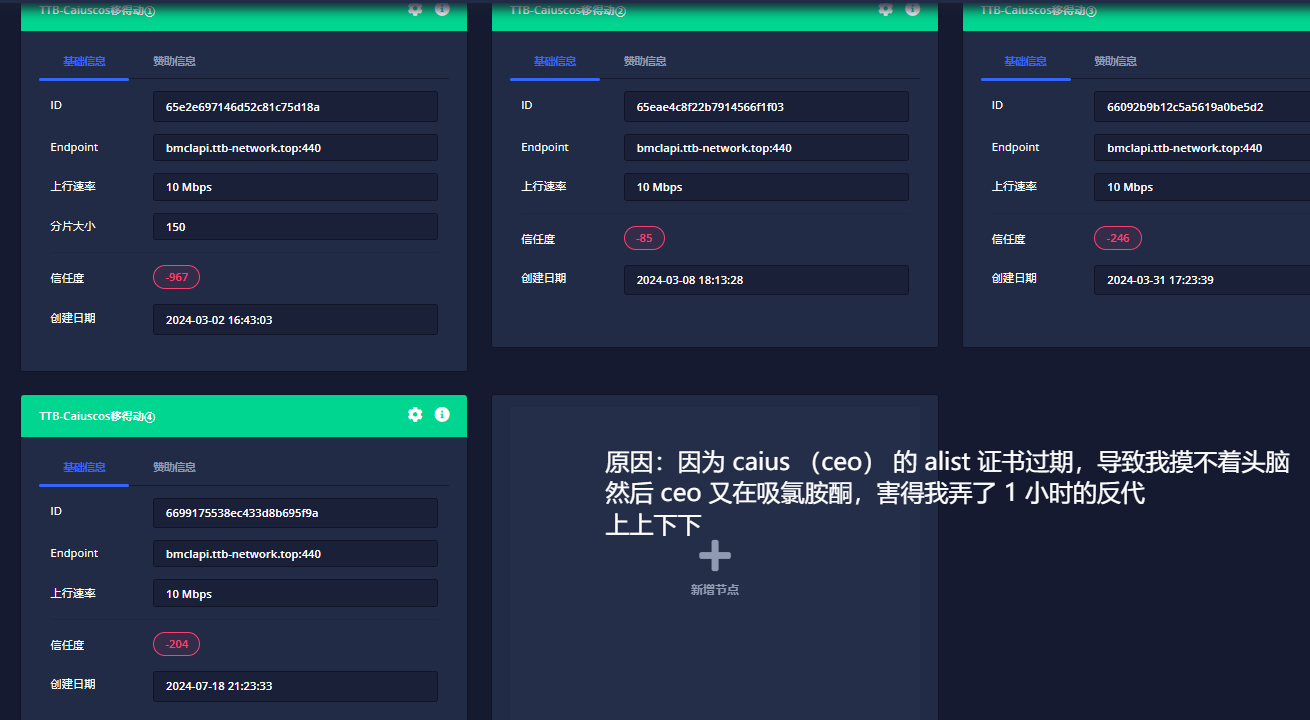 TTB-Caiuscos移得动①
基础信息 赞助信息
ID 65e2e697146d52c81c75d18a
Endpoint bmclapi.ttb-network.top:440
上行速率 10 Mbps
分片大小 150
信任度 -967
创建日期 2024-03-02 16:43:03
TTB-Caiuscos移得动②
基础信息 赞助信息
ID 65eae4c8f22b7914566f1f03
Endpoint bmclapi.ttb-network.top:440
上行速率 10 Mbps
信任度 -85
创建日期 2024-03-08 18:13:28
TTB-Caiuscos移得动③
基础信息 赞助信息
ID 66092b9b12c5a5619a0be5d2
Endpoint bmclapi.ttb-network.top:440
上行速率 10 Mbps
信任度 -246
创建日期 2024-03-31 17:23:39
TTB-Caiuscos移得动④
基础信息 赞助信息
ID 6699175538ec433d8b695f9a
Endpoint bmclapi.ttb-network.top:440
上行速率 10 Mbps
信任度 -204
创建日期 2024-07-18 21:23:33
原因：因为 caius （ceo） 的 alist 证书过期，导致我摸不着头脑
然后 ceo 又在吸氯胺酮，害得我弄了 1 小时的反代
上上下下
新增节点